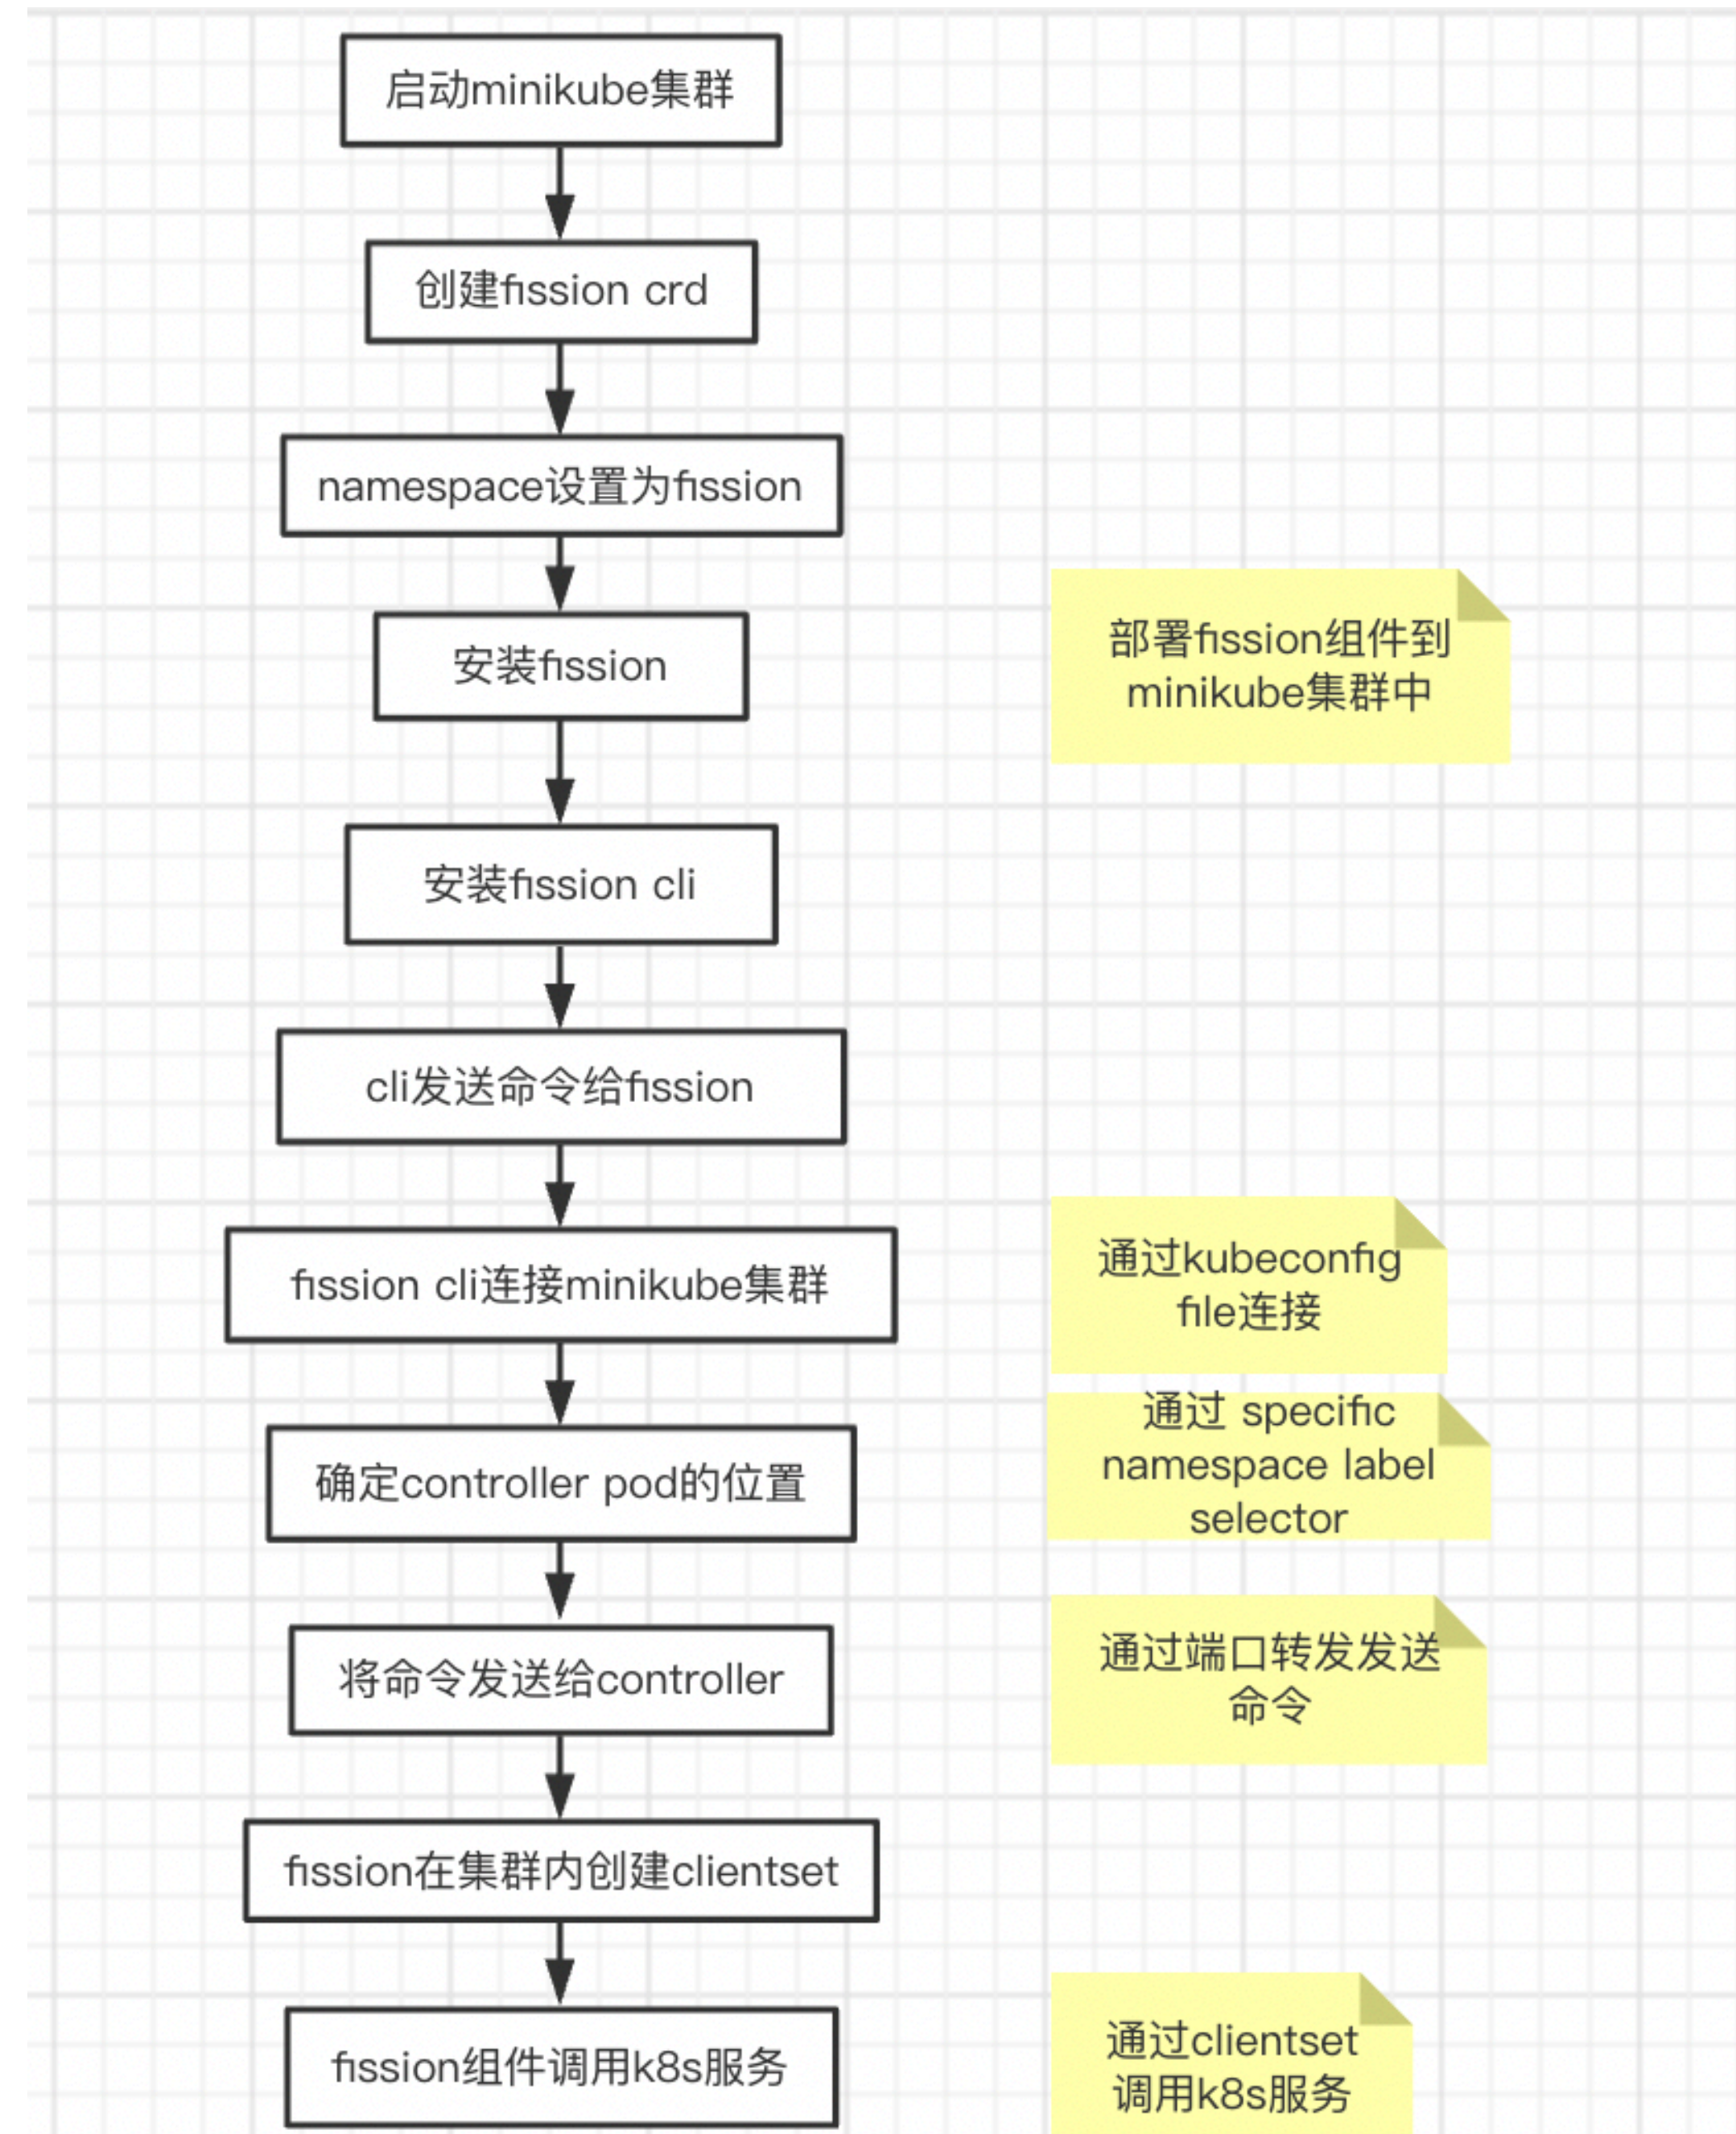 启动minikube集群
创建fission crd
namespace设置为fission
安装fission
部署fission组件到
minikube集群中
安装fission cli
cli发送命令给fission
fission cli连接minikube集群
通过kubeconfig
file连接
确定controller pod的位置
通过 specific
namespace label
selector
将命令发送给controller
通过端口转发发送
命令
fission在集群内创建clientset
fission组件调用k8s服务
通过clientset
调用k8s服务